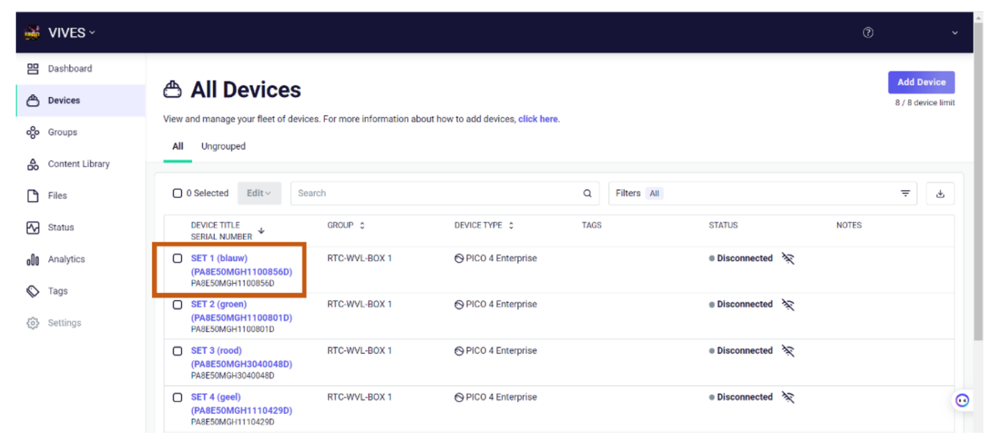 VIVES
Dashboard
Devices
Groups
Content Library
Files
Status
Analytics
Tags
Settings
All Devices
Add Device
8 / 8 device limit
View and manage your fleet of devices. For more information about how to add devices, click here.
All Ungrouped
0 Selected Edit Search Filters All
DEVICE TITLE
SERIAL NUMBER GROUP DEVICE TYPE TAGS STATUS NOTES
SET 1 (blauw) RTC-WVL-BOX 1 PICO 4 Enterprise Disconnected
(PA8E50MGH1100856D)
PA8E50MGH1100856D
SET 2 (groen) RTC-WVL-BOX 1 PICO 4 Enterprise Disconnected
(PA8E50MGH1100801D)
PA8E50MGH1100801D
SET 3 (rood) RTC-WVL-BOX 1 PICO 4 Enterprise Disconnected
(PA8E50MGH3040048D)
PA8E50MGH3040048D
SET 4 (geel) RTC-WVL-BOX 1 PICO 4 Enterprise Disconnected
(PA8E50MGH1110429D)
PA8E50MGH1110429D